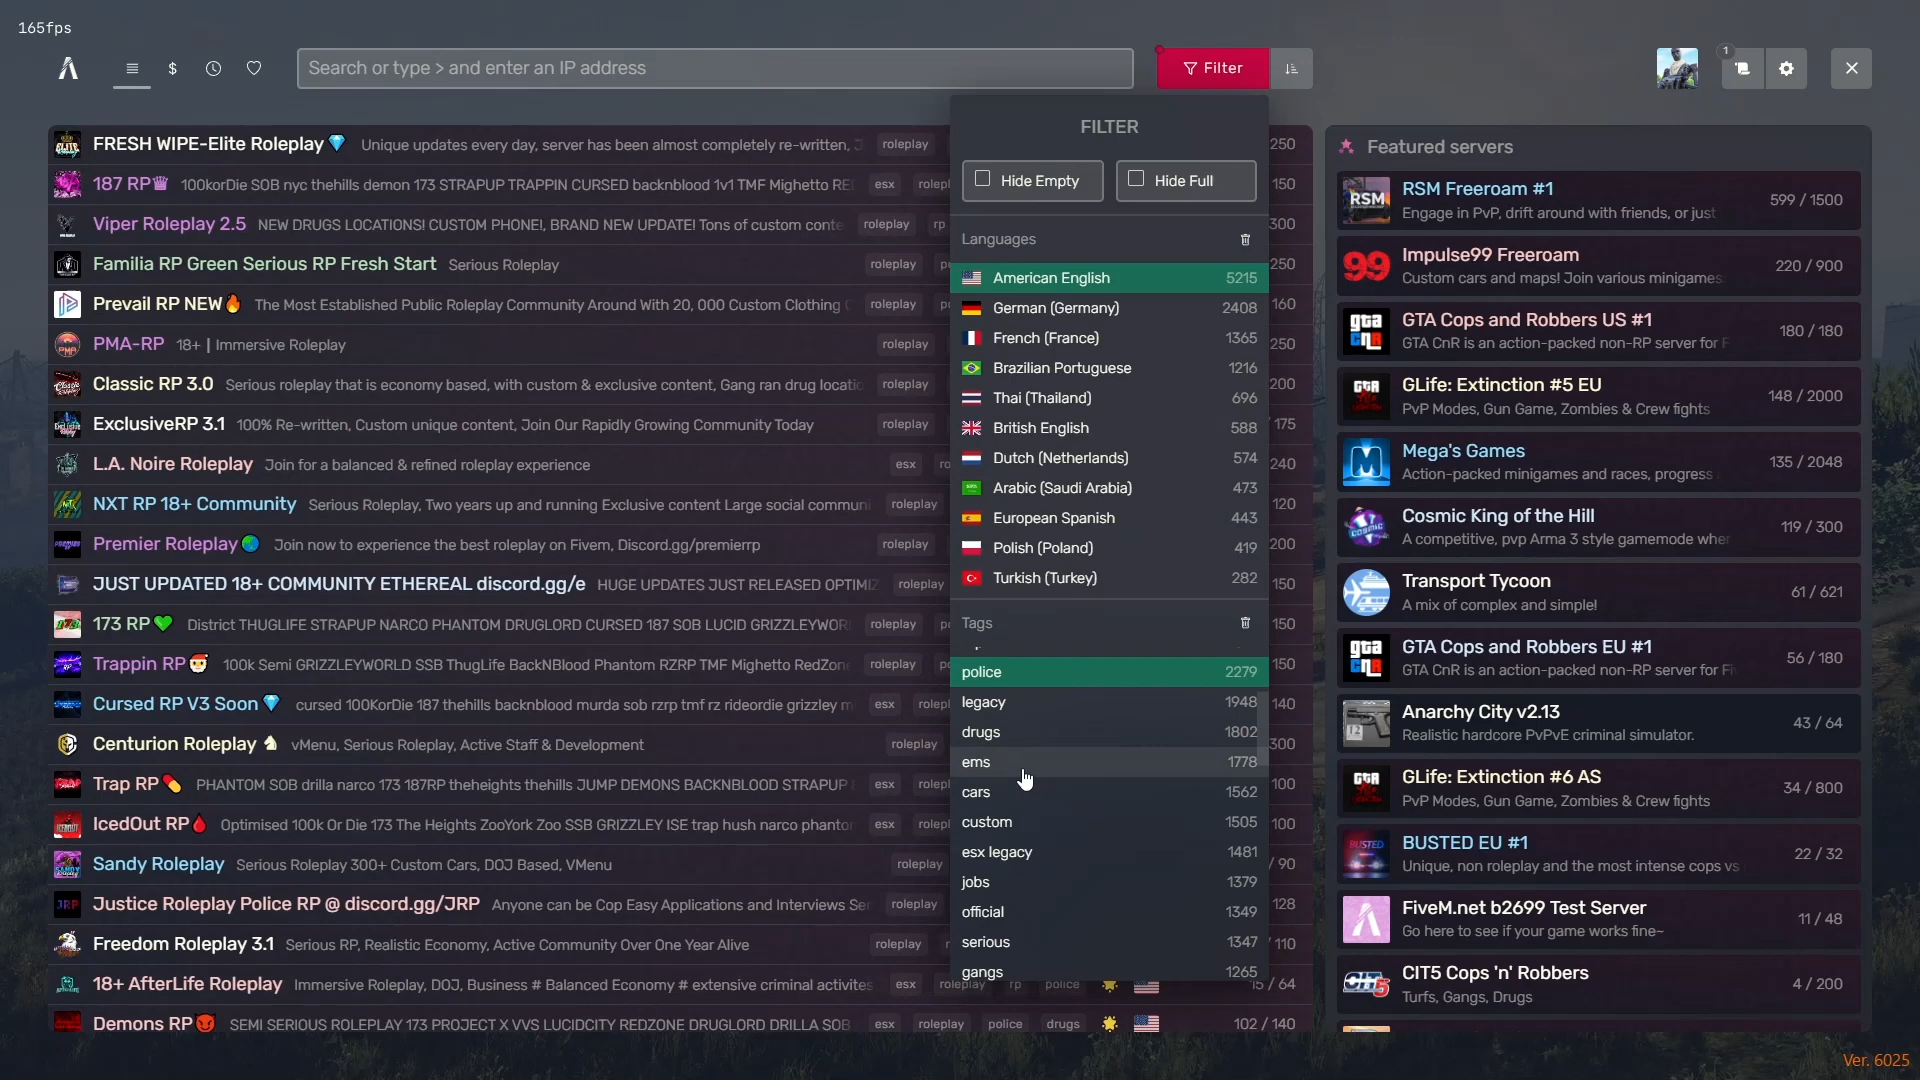 165fps
$
Search or type > and enter an IP address
Filter
1
FRESH WIPE-Elite Roleplay💎 Unique updates every day, server has been almost completely re-written, roleplay 250
187 RP♛ 100korDie SOB nyc thehills demon 173 STRAPUP TRAPPIN CURSED backnblood 1v1 TMF Mighetto esx 150
Viper Roleplay 2.5 NEW DRUGS LOCATIONS! CUSTOM PHONE!, BRAND NEW UPDATE! Tons of custom conte roleplay rp 300
Familia RP Green Serious RP Fresh Start Serious Roleplay roleplay 250
Prevail RP NEW🔥 The Most Established Public Roleplay Community Around With 20, 000 Custom Clothing roleplay 160
PMA-RP 18+ | Immersive Roleplay roleplay 250
Classic RP 3.0 Serious roleplay that is economy based, with custom & exclusive content, Gang ran drug locatic roleplay 200
ExclusiveRP 3.1 100% Re-written, Custom unique content, Join Our Rapidly Growing Community Today roleplay 175
L.A. Noire Roleplay Join for a balanced & refined roleplay experience esx 240
NXT RP 18+ Community Serious Roleplay, Two years up and running Exclusive content Large social communi roleplay 120
Premier Roleplay🌏 Join now to experience the best roleplay on Fivem, Discord.gg/premierrp roleplay 200
JUST UPDATED 18+ COMMUNITY ETHEREAL discord.gg/e HUGE UPDATES JUST RELEASED OPTIMIZ roleplay 150
173 RP💚 District THUGLIFE STRAPUP NARCO PHANTOM DRUGLORD CURSED 187 SOB LUCID GRIZZLEYWOR roleplay 150
Trappin RP🎅 100k Semi GRIZZLEYWORLD SSB ThugLife BackNBlood Phantom RZRP TMF Mighetto RedZone roleplay 150
Cursed RP V3 Soon💎 cursed 100KorDie 187 thehills backnblood murda sob rzrp tmf rz rideordie grizzley m esx 140
Centurion Roleplay ♞ vMenu, Serious Roleplay, Active Staff & Development roleplay 300
Trap RP💊 PHANTOM SOB drilla narco 173 187RP theheights thehills JUMP DEMONS BACKNBLOOD STRAPUP esx 100
IcedOut RP🩸 Optimised 100k Or Die 173 The Heights ZooYork Zoo SSB GRIZZLEY ISE trap hush narco phantor esx 100
Sandy Roleplay Serious Roleplay 300+ Custom Cars, DOJ Based, VMenu roleplay / 90
Justice Roleplay Police RP @ discord.gg/JRP Anyone can be Cop Easy Applications and Interviews Ser roleplay 128
Freedom Roleplay 3.1 Serious RP, Realistic Economy, Active Community Over One Year Alive roleplay 110
18+ AfterLife Roleplay Immersive Roleplay, DOJ, Business # Balanced Economy # extensive criminal activites esx roleplay rp police 15 / 64
Demons RP😈 SEMI SERIOUS ROLEPLAY 173 PROJECT X VVS LUCIDCITY REDZONE DRUGLORD DRILLA SOB esx roleplay police drugs 102 / 140
FILTER
Hide Empty Hide Full
Languages
American English 5215
German (Germany) 2408
French (France) 1365
Brazilian Portuguese 1216
Thai (Thailand) 696
British English 588
Dutch (Netherlands) 574
Arabic (Saudi Arabia) 473
European Spanish 443
Polish (Poland) 419
Turkish (Turkey) 282
Tags
police 2279
legacy 1948
drugs 1802
ems 1778
cars 1562
custom 1505
esx legacy 1481
jobs 1379
official 1349
serious 1347
gangs 1265
Featured servers
RSM Freeroam #1
Engage in PvP, drift around with friends, or just
599 / 1500
Impulse99 Freeroam
Custom cars and maps! Join various minigames
220 / 900
GTA Cops and Robbers US #1
GTA CnR is an action-packed non-RP server for F
180 / 180
GLife: Extinction #5 EU
PvP Modes, Gun Game, Zombies & Crew fights
148 / 2000
Mega's Games
Action-packed minigames and races, progress
135 / 2048
Cosmic King of the Hill
A competitive, pvp Arma 3 style gamemode wher
119 / 300
Transport Tycoon
A mix of complex and simple!
61 / 621
GTA Cops and Robbers EU #1
GTA CnR is an action-packed non-RP server for Fi
56 / 180
Anarchy City v2.13
Realistic hardcore PvPvE criminal simulator.
43 / 64
GLife: Extinction #6 AS
PvP Modes, Gun Game, Zombies & Crew fights
34 / 800
BUSTED EU #1
Unique, non roleplay and the most intense cops vs
22 / 32
FiveM.net b2699 Test Server
Go here to see if your game works fine~
11 / 48
CIT5 Cops 'n' Robbers
Turfs, Gangs, Drugs
4 / 200
Ver. 6025